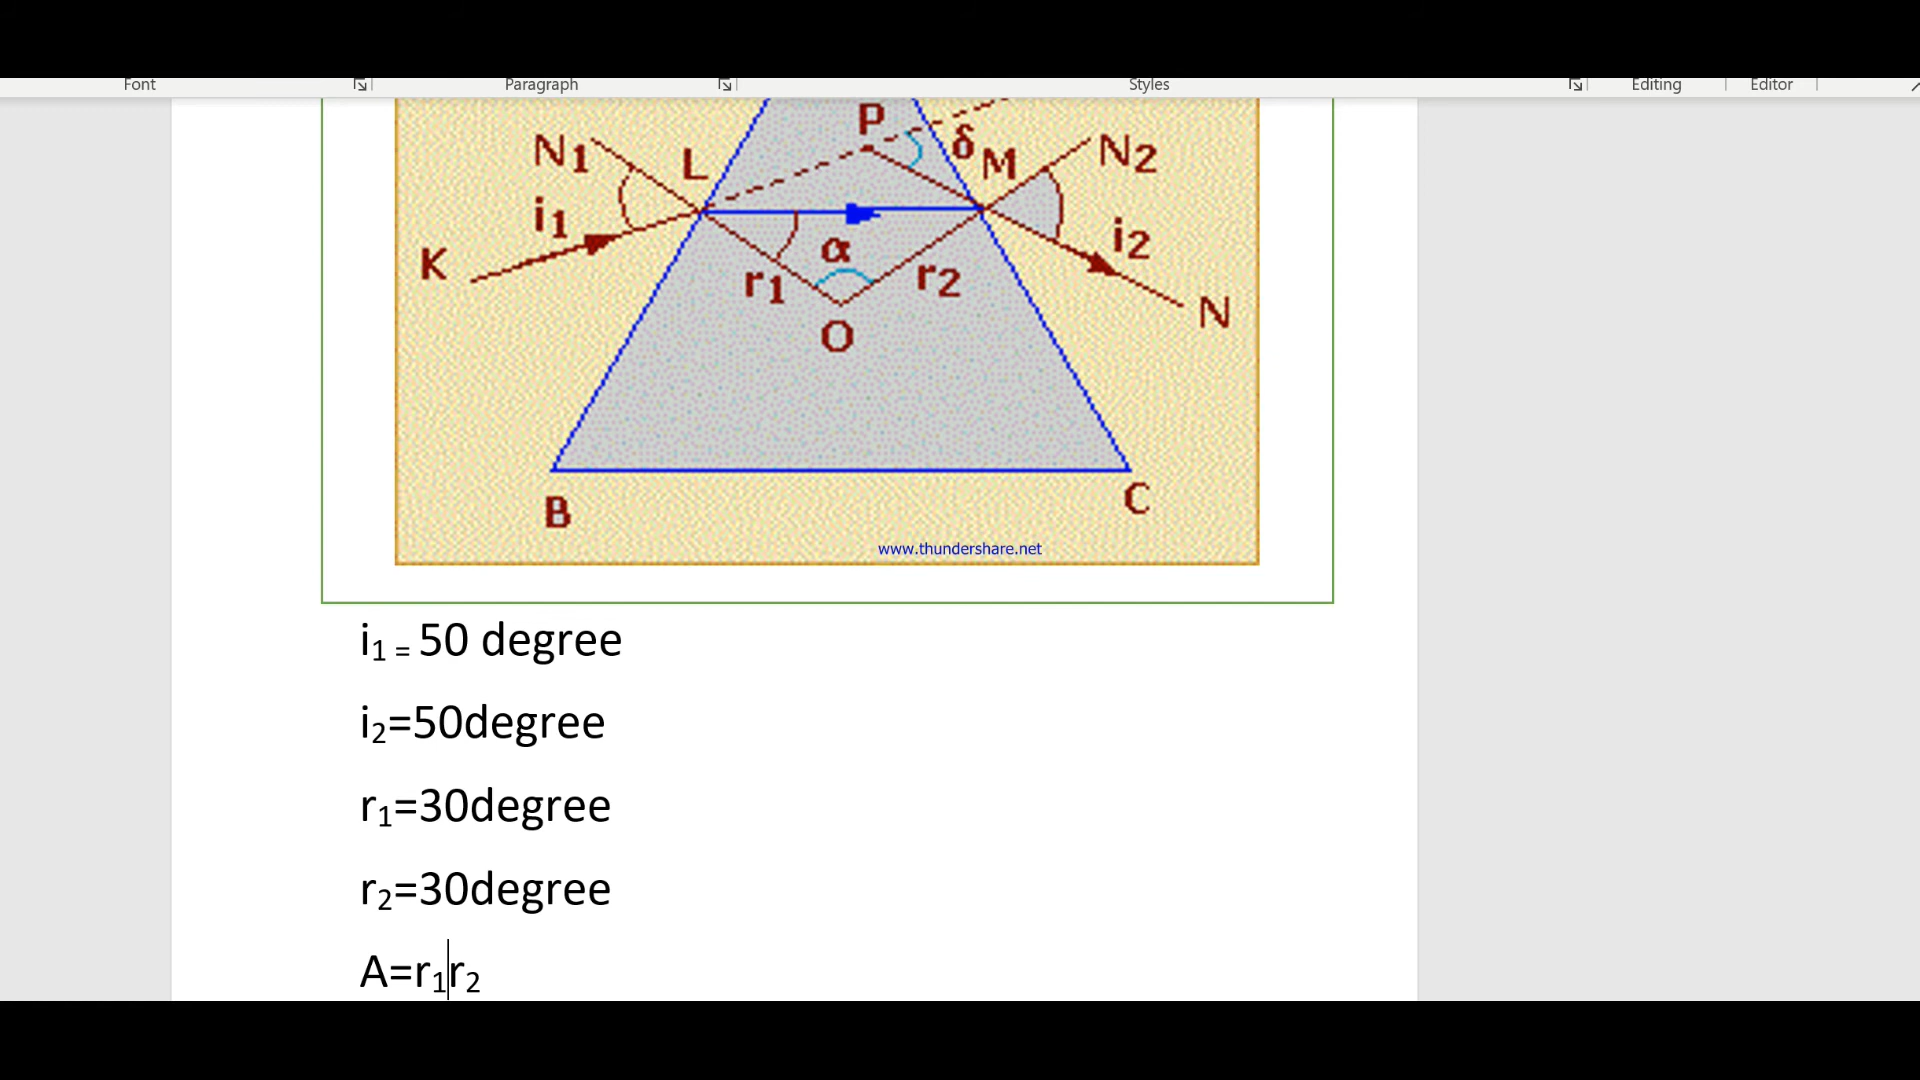 Font Paragraph Styles Editing Editor
P
δ
N1 L M N2
i1 i2
K α
r1 r2 N
O
B C
www.thundershare.net
i1 = 50 degree
i2=50degree
r1=30degree
r2=30degree
A=r1r2